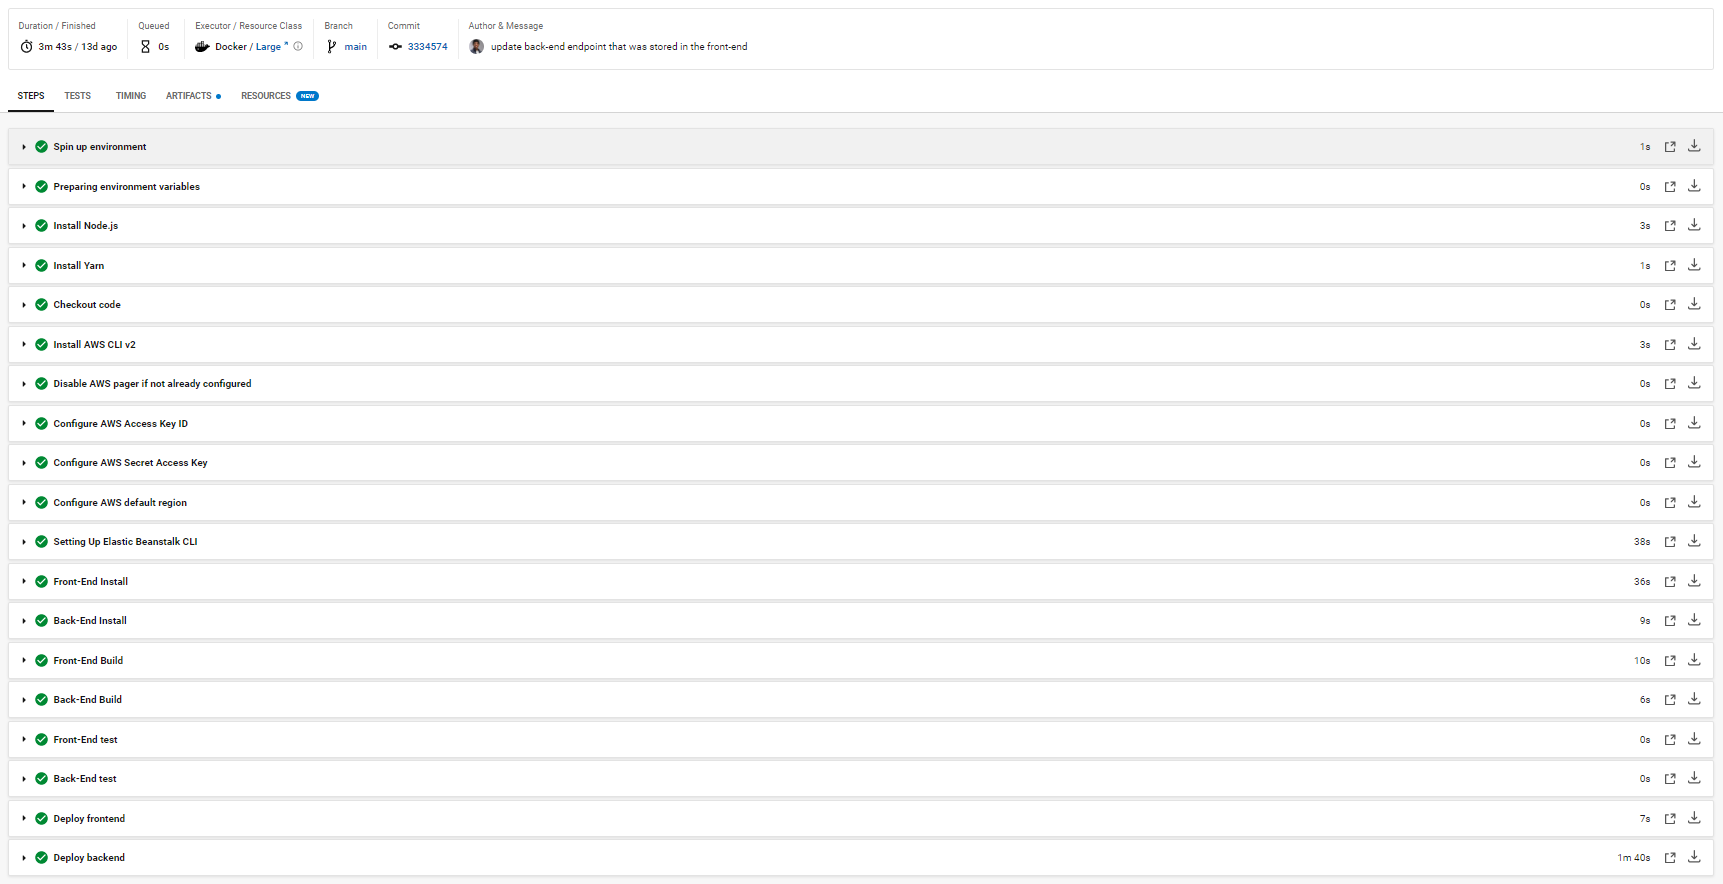 Duration / Finished
3m 43s / 13d ago
Queued
0s
Executor / Resource Class
Docker / Large
Branch
main
Commit
3334574
Author & Message
update back-end endpoint that was stored in the front-end
STEPS TESTS TIMING ARTIFACTS RESOURCES NEW
Spin up environment 1s
Preparing environment variables 0s
Install Node.js 3s
Install Yarn 1s
Checkout code 0s
Install AWS CLI v2 3s
Disable AWS pager if not already configured 0s
Configure AWS Access Key ID 0s
Configure AWS Secret Access Key 0s
Configure AWS default region 0s
Setting Up Elastic Beanstalk CLI 38s
Front-End Install 36s
Back-End Install 9s
Front-End Build 10s
Back-End Build 6s
Front-End test 0s
Back-End test 0s
Deploy frontend 7s
Deploy backend 1m 40s